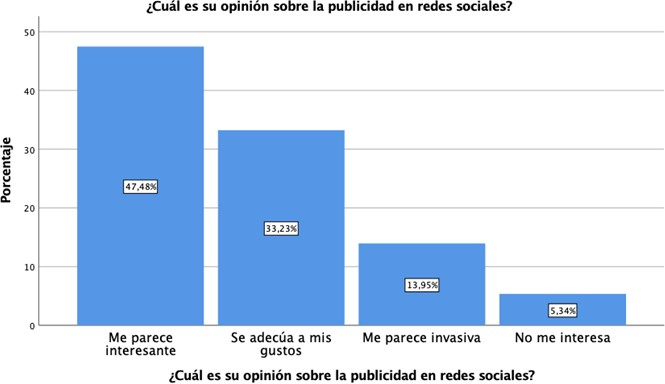 ¿Cuál es su opinión sobre la publicidad en redes sociales?
50
40
30
20
10
0
Porcentaje
47,48%
33,23%
13,95%
5,34%
Me parece
interesante
Se adecúa a mis
gustos
Me parece invasiva
No me interesa
¿Cuál es su opinión sobre la publicidad en redes sociales?